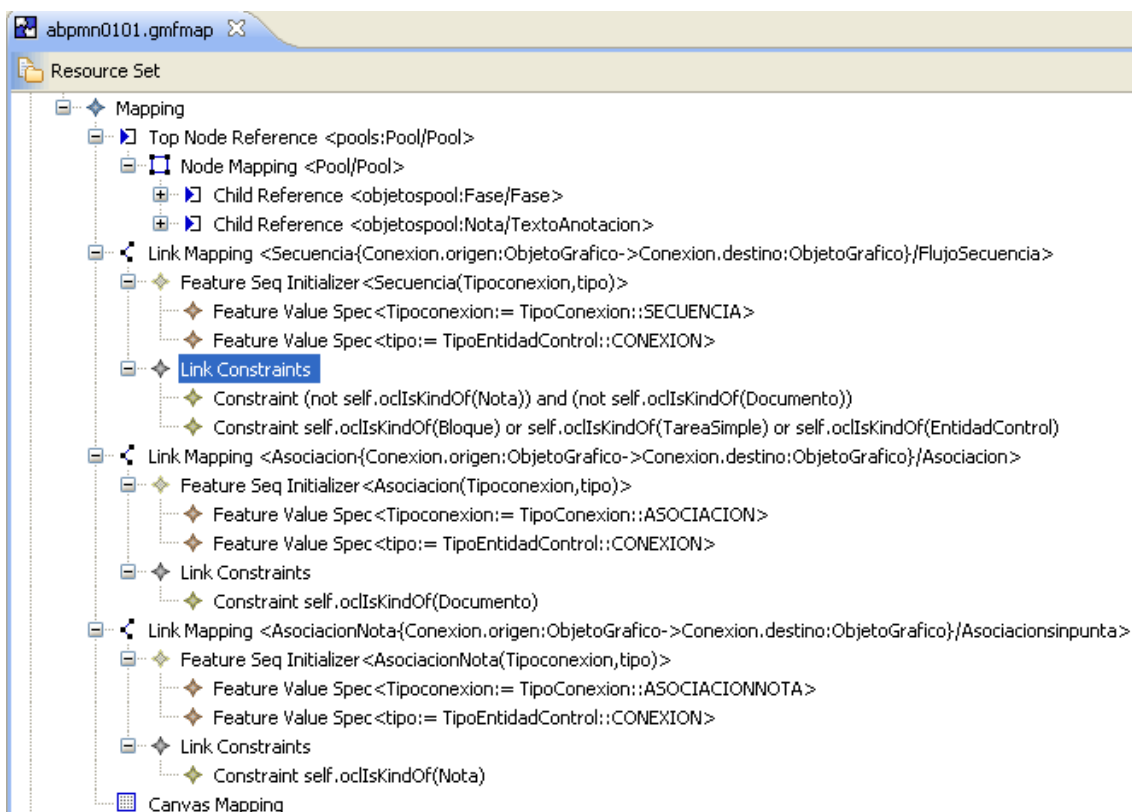 abpmn0101.gmfmap
Resource Set
Mapping
Top Node Reference <pools:Pool/Pool>
Node Mapping <Pool/Pool>
Child Reference <objetospool:Fase/Fase>
Child Reference <objetospool:Nota/TextoAnotacion>
Link Mapping <Secuencia{Conexion.origen:ObjetoGrafico->Conexion.destino:ObjetoGrafico}/FlujoSecuencia>
Feature Seq Initializer<Secuencia(Tipoconexion,tipo)>
Feature Value Spec<Tipoconexion:= TipoConexion::SECUENCIA>
Feature Value Spec<tipo:= TipoEntidadControl::CONEXION>
Link Constraints
Constraint (not self.oclIsKindOf(Nota)) and (not self.oclIsKindOf(Documento))
Constraint self.oclIsKindOf(Bloque) or self.oclIsKindOf(TareaSimple) or self.oclIsKindOf(EntidadControl)
Link Mapping <Asociacion{Conexion.origen:ObjetoGrafico->Conexion.destino:ObjetoGrafico}/Asociacion>
Feature Seq Initializer<Asociacion(Tipoconexion,tipo)>
Feature Value Spec<Tipoconexion:= TipoConexion::ASOCIACION>
Feature Value Spec<tipo:= TipoEntidadControl::CONEXION>
Link Constraints
Constraint self.oclIsKindOf(Documento)
Link Mapping <AsociacionNota{Conexion.origen:ObjetoGrafico->Conexion.destino:ObjetoGrafico}/Asociacionsinpunta>
Feature Seq Initializer<AsociacionNota(Tipoconexion,tipo)>
Feature Value Spec<Tipoconexion:= TipoConexion::ASOCIACIONNOTA>
Feature Value Spec<tipo:= TipoEntidadControl::CONEXION>
Link Constraints
Constraint self.oclIsKindOf(Nota)
Canvas Mapping